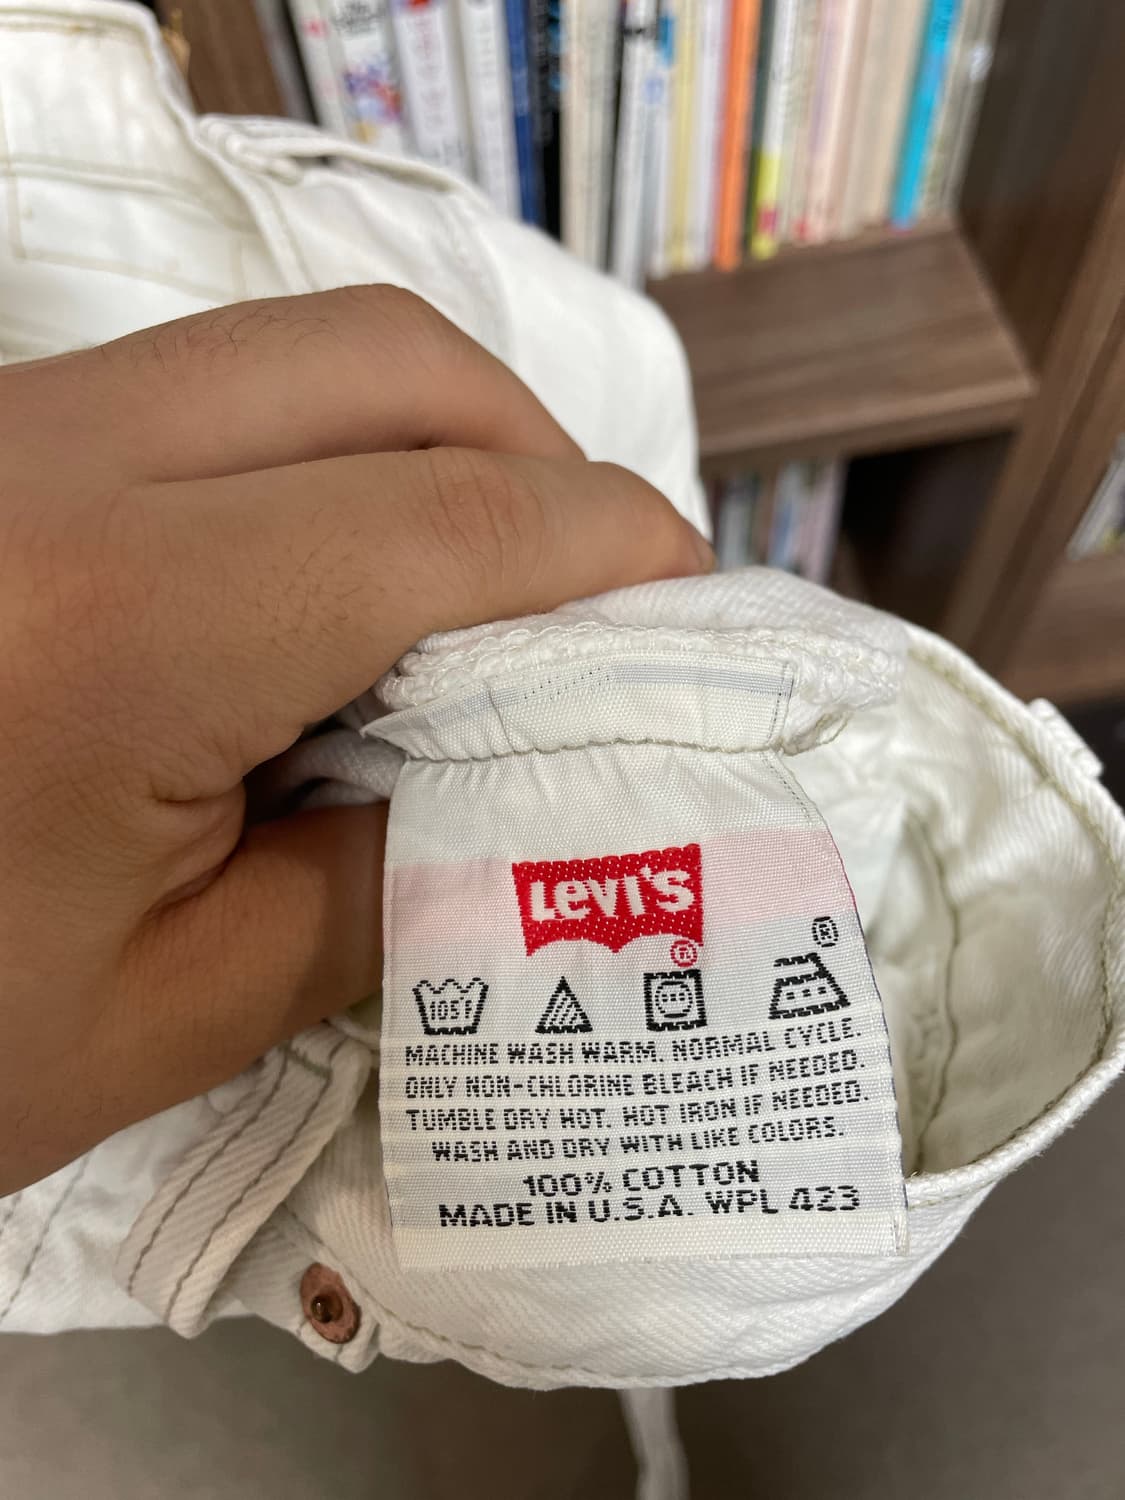 LEVI'S
®
®
105°F
MACHINE WASH WARM. NORMAL CYCLE.
ONLY NON-CHLORINE BLEACH IF NEEDED.
TUMBLE DRY HOT. HOT IRON IF NEEDED.
WASH AND DRY WITH LIKE COLORS.
100% COTTON
MADE IN U.S.A. WPL 423